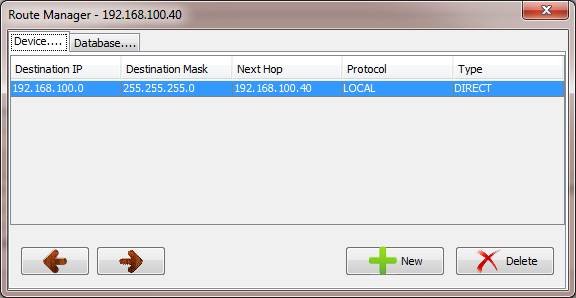 Route Manager - 192.168.100.40
Device.... Database....
Destination IP Destination Mask Next Hop Protocol Type
192.168.100.0 255.255.255.0 192.168.100.40 LOCAL DIRECT
New Delete